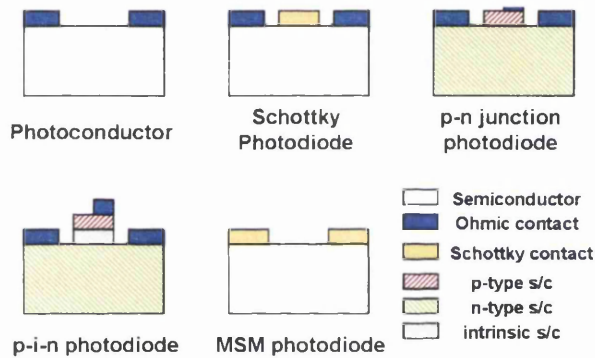 Photoconductor
Schottky
Photodiode
p-n junction
photodiode
p-i-n photodiode
MSM photodiode
Semiconductor
Ohmic contact
Schottky contact
p-type s/c
n-type s/c
intrinsic s/c